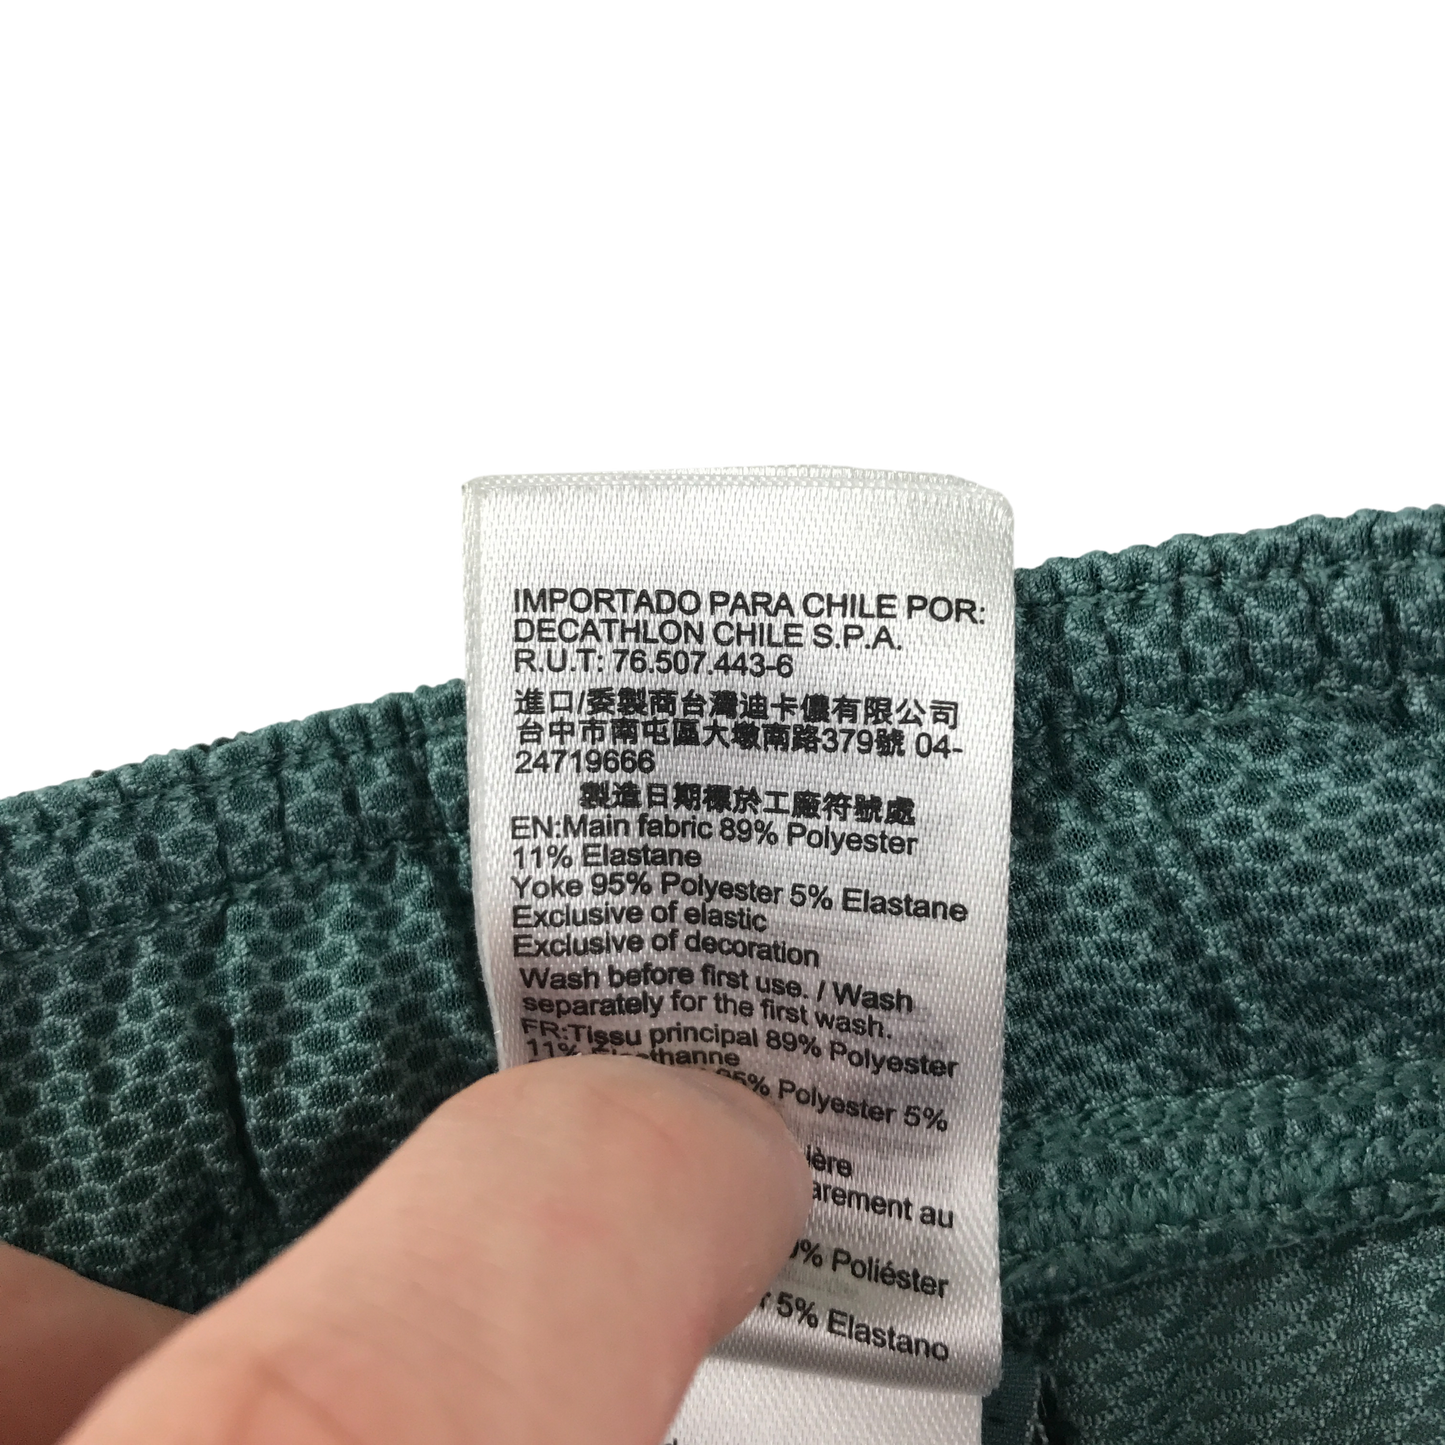 IMPORTADO PARA CHILE POR:
DECATHLON CHILE S.P.A.
R.U.T: 76.507.443-6
進口/委製商台灣迪卡儂有限公司
台中市南屯區大墩南路379號 04-
24719666
製造日期標於工廠符號處
EN:Main fabric 89% Polyester
11% Elastane
Yoke 95% Polyester 5% Elastane
Exclusive of elastic
Exclusive of decoration
Wash before first use. / Wash
separately for the first wash.
FR:Tissu principal 89% Polyester
11%
Polyester 5%
au
Poliéster
5% Elastano